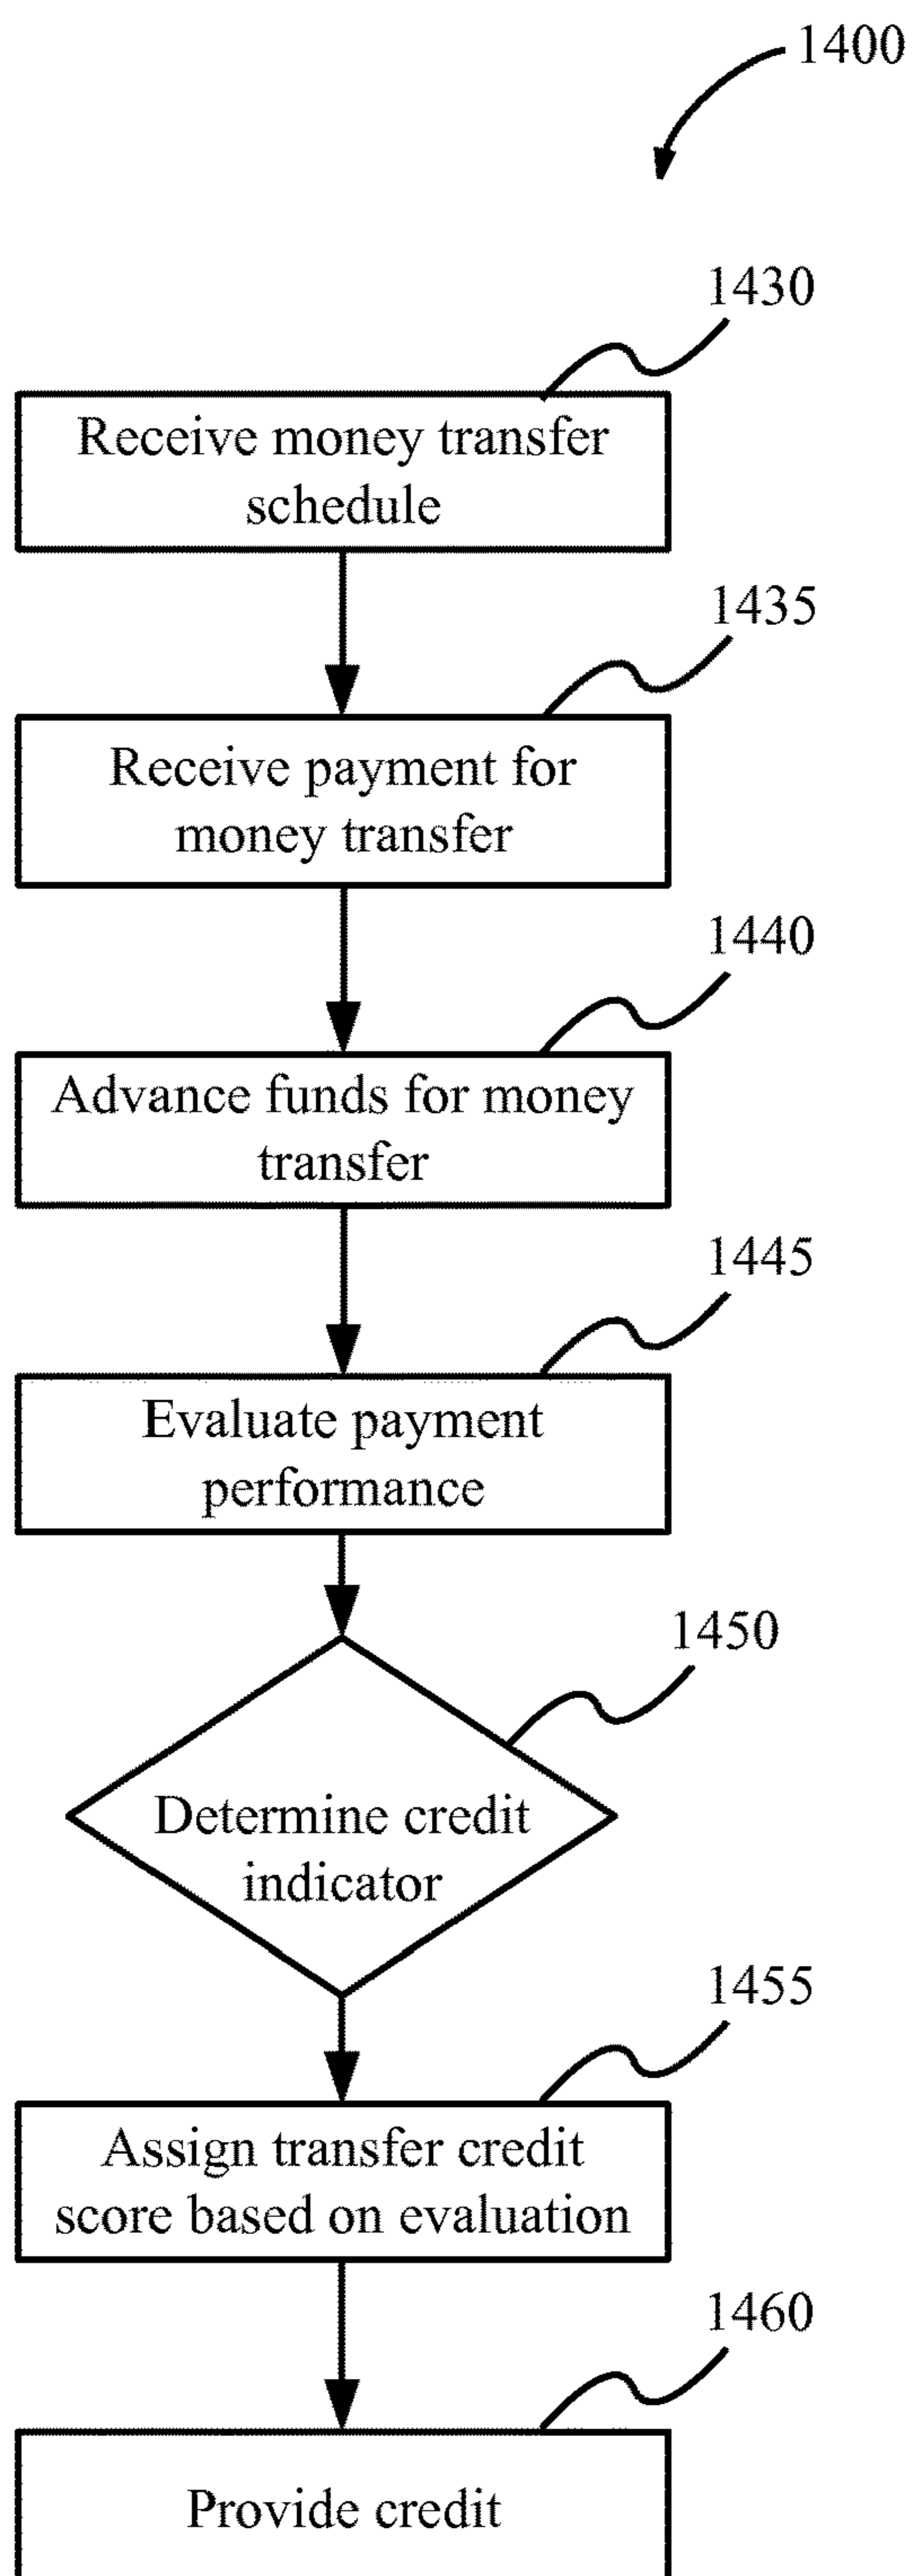 1400
1430
Receive money transfer
schedule
1435
Receive payment for
money transfer
1440
Advance funds for money
transfer
1445
Evaluate payment
performance
1450
Determine credit
indicator
1455
Assign transfer credit
score based on evaluation
1460
Provide credit